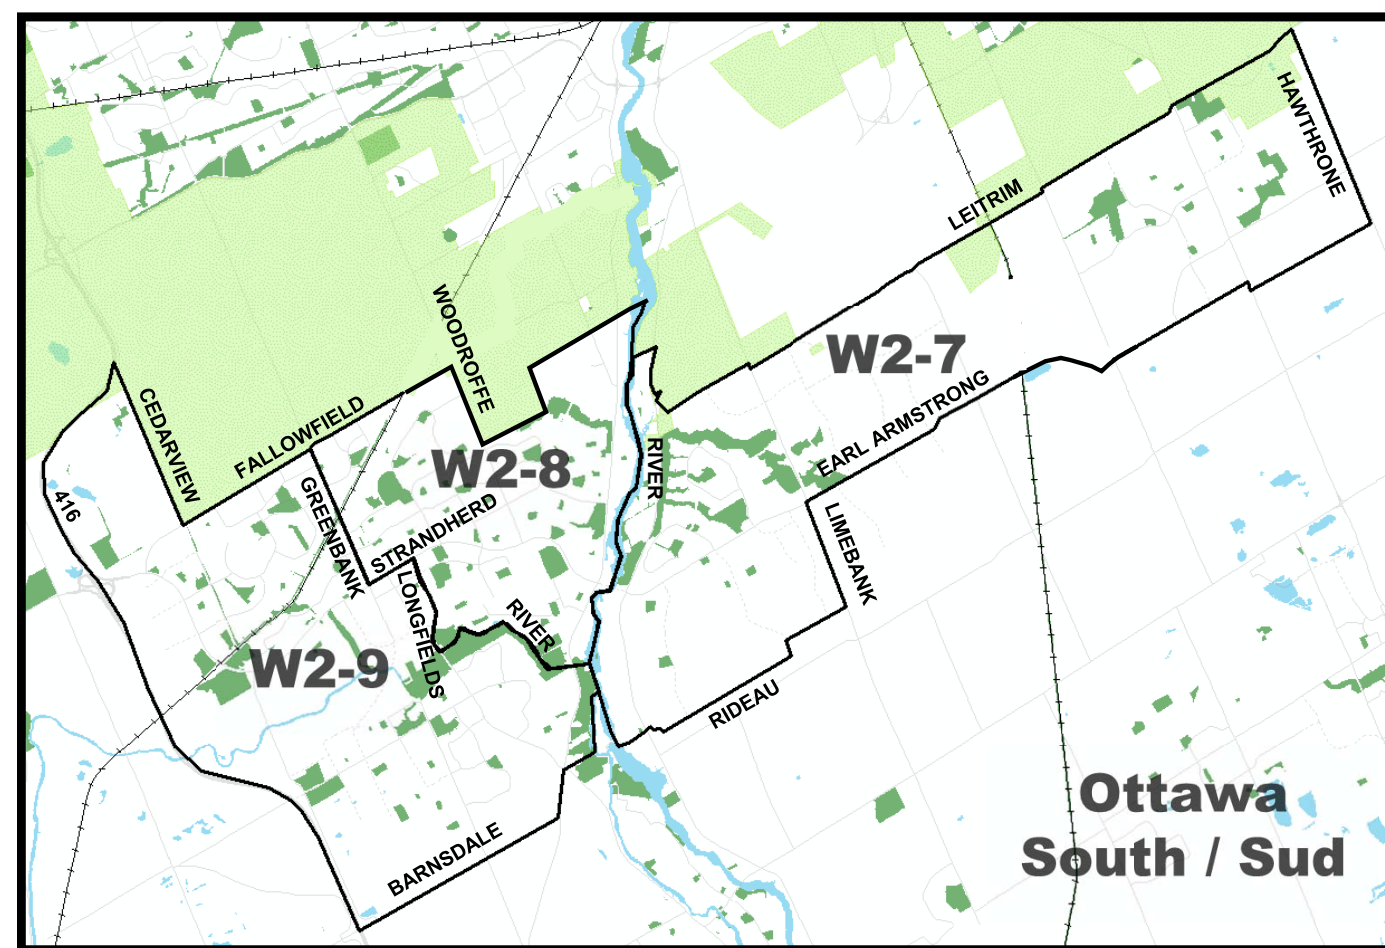 HAWTHRONE
LEITRIM
WOODROFFE
W2-7
CEDARVIEW
FALLOWFIELD
EARL ARMSTRONG
W2-8
RIVER
416
GREENBANK
STRANDHERD
LIMEBANK
LONGFIELDS
RIVER
W2-9
RIDEAU
BARNSDALE
Ottawa
South / Sud